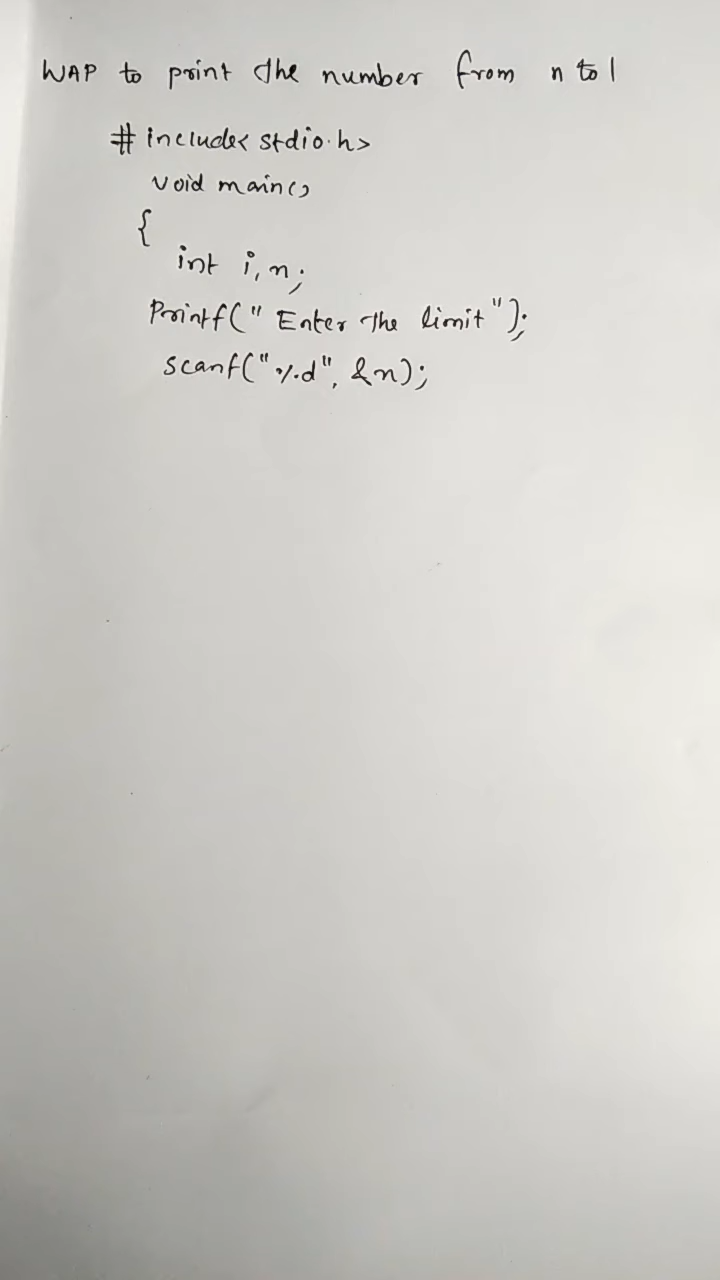 WAP to print the number from n to 1
#include<stdio.h>
void main()
{
int i,n;
Printf("Enter the limit");
scanf("%d", &n);